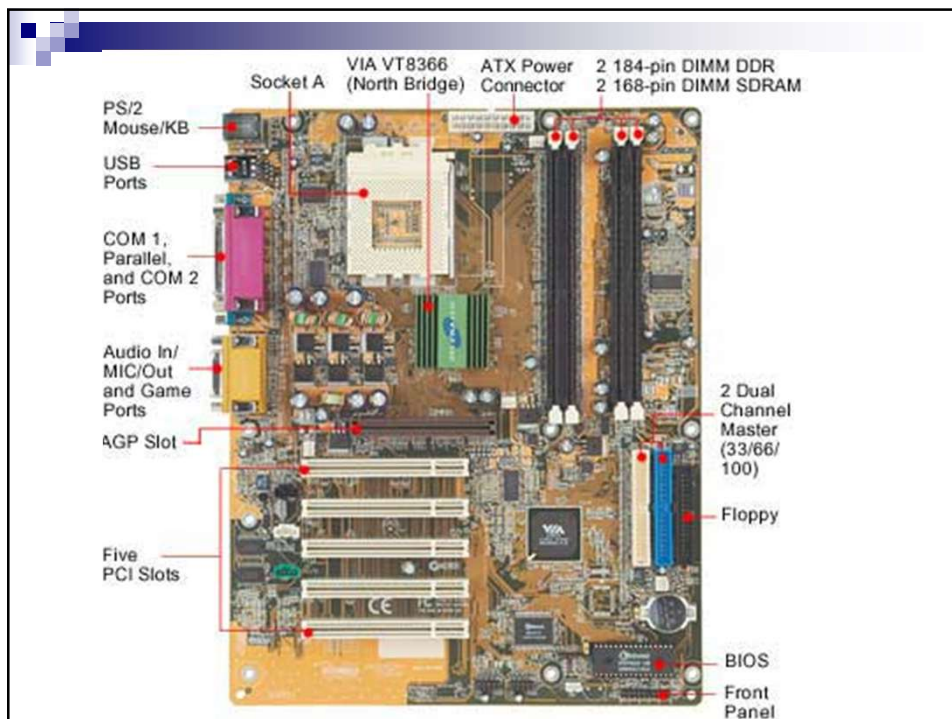 Socket A
VIA VT8366
(North Bridge)
ATX Power
Connector
2 184-pin DIMM DDR
2 168-pin DIMM SDRAM
PS/2
Mouse/KB
USB
Ports
COM 1,
Parallel,
and COM 2
Ports
Audio In/
MIC/Out
and Game
Ports
AGP Slot
Five
PCI Slots
2 Dual
Channel
Master
(33/66/
100)
Floppy
BIOS
Front
Panel
VIA
CE